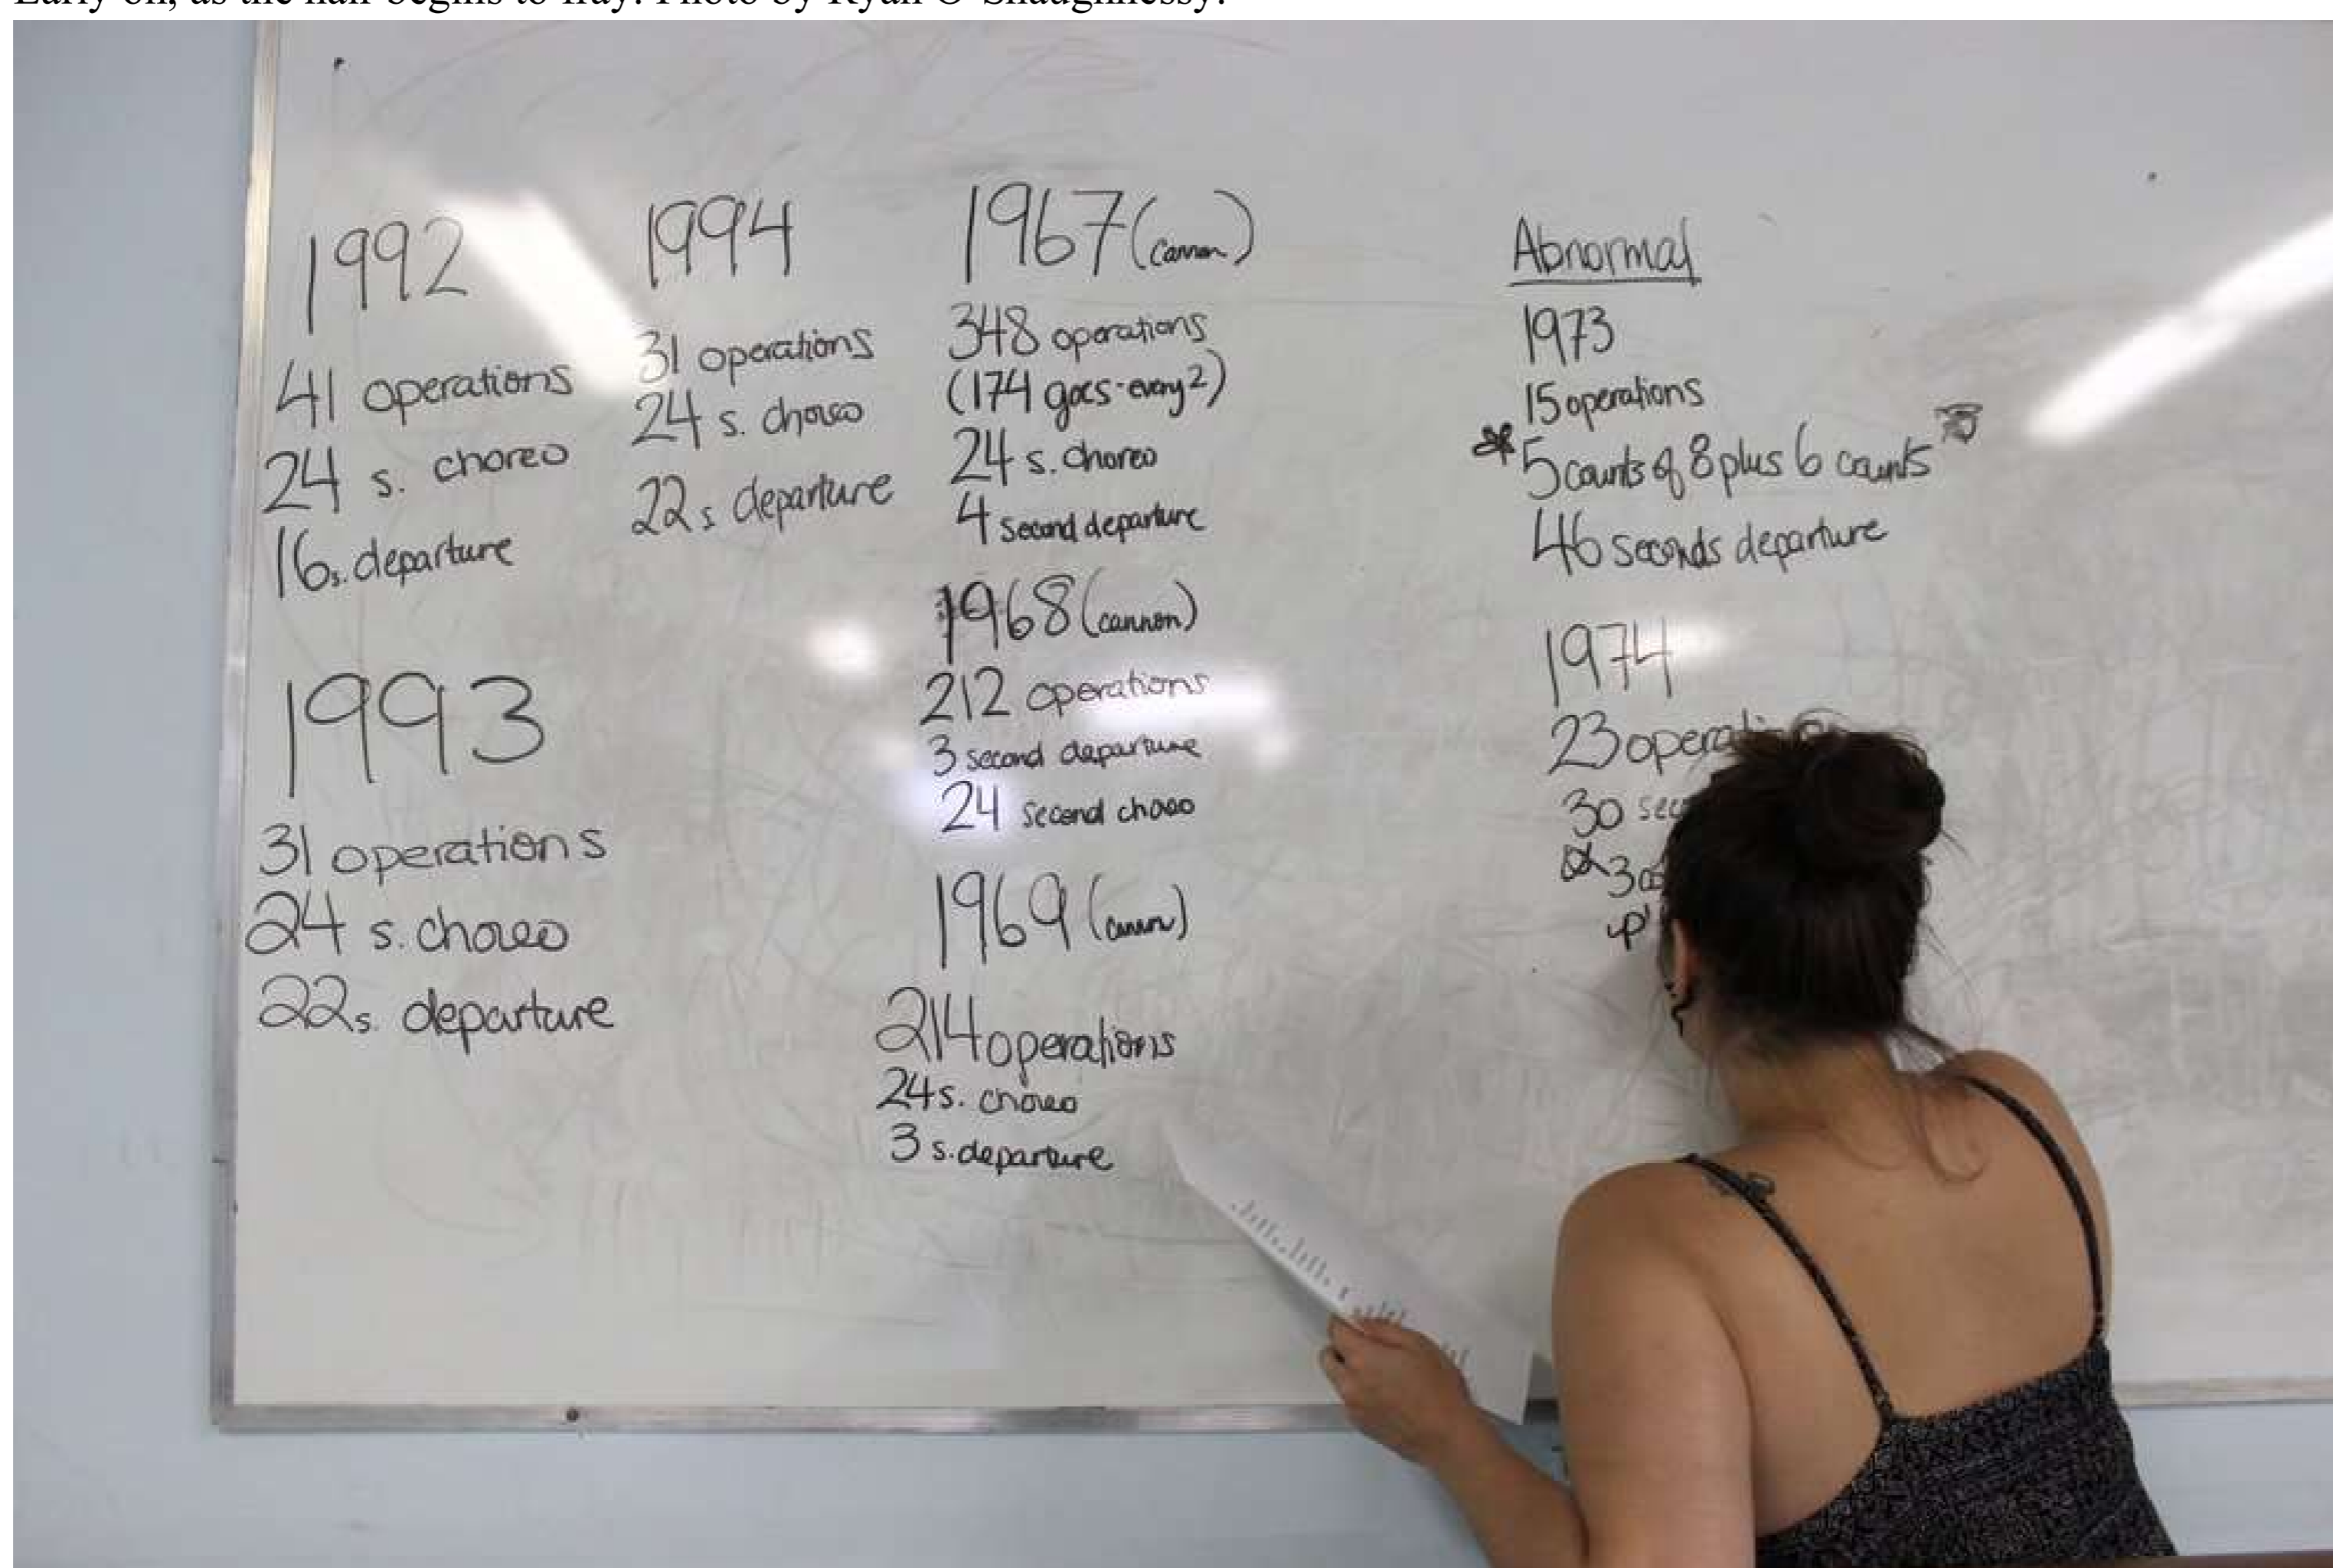 Early on, as the hair begins to fray. Photo by Ryan O'Shaughnessy.
1992
41 operations
24 s. choreo
16 s. departure
1993
31 operations
24 s. choreo
22 s. departure
1994
31 operations
24 s. choreo
22 s departure
1967 (cannon)
348 operations
(174 goes-every 2)
24 s. choreo
4 second departure
1968 (cannon)
212 operations
3 second departure
24 second choreo
1969 (cannon)
214 operations
24 s. choreo
3 s. departure
Abnormal
1973
15 operations
* 5 counts of 8 plus 6 counts
46 seconds departure
1974
23
30